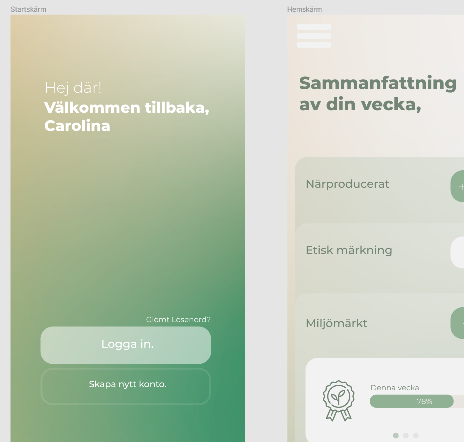 Startskärm
Hej där!
Välkommen tillbaka,
Carolina
Glömt Lösenord?
Logga in.
Skapa nytt konto.
Hemskärm
Sammanfattning
av din vecka,
Närproducerat
Etisk märkning
Miljömärkt
Denna vecka
78%